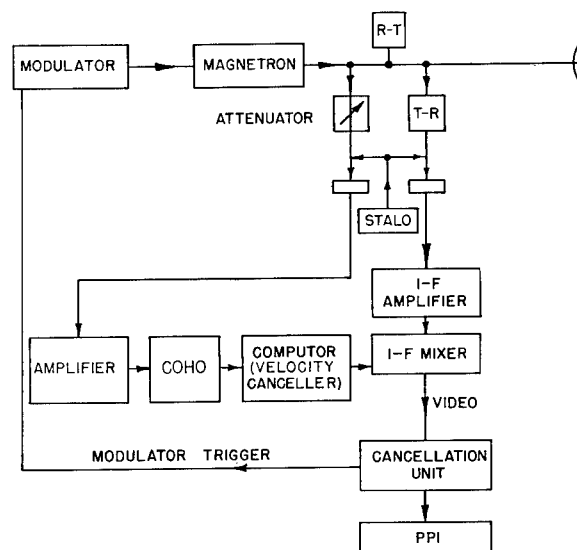 R-T
MODULATOR
MAGNETRON
ATTENUATOR
T-R
STALO
I-F
AMPLIFIER
AMPLIFIER
COHO
COMPUTOR
(VELOCITY
CANCELLER)
I-F MIXER
VIDEO
MODULATOR TRIGGER
CANCELLATION
UNIT
PPI